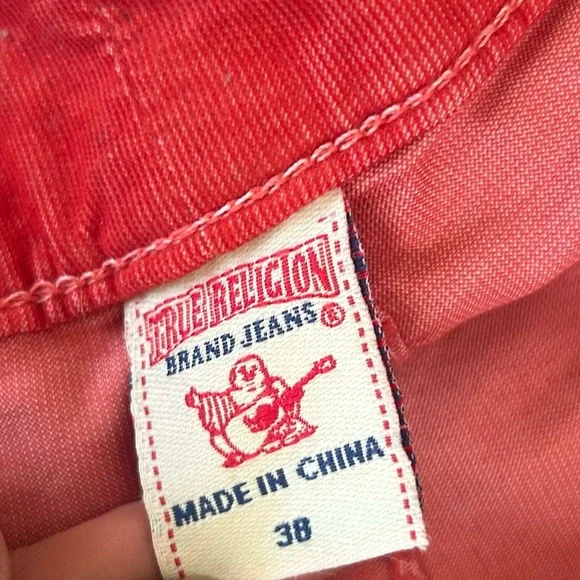 TRUE RELIGION
BRAND JEANS ®
MADE IN CHINA
38